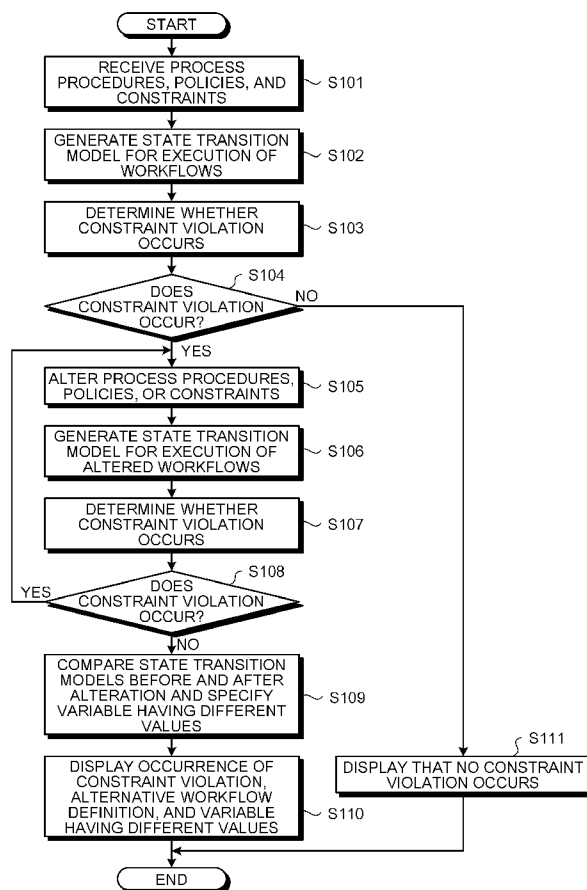 START
RECEIVE PROCESS
PROCEDURES, POLICIES, AND
CONSTRAINTS
S101
GENERATE STATE TRANSITION
MODEL FOR EXECUTION OF
WORKFLOWS
S102
DETERMINE WHETHER
CONSTRAINT VIOLATION
OCCURS
S103
S104
DOES
CONSTRAINT VIOLATION
OCCUR?
NO
YES
ALTER PROCESS PROCEDURES,
POLICIES, OR CONSTRAINTS
S105
GENERATE STATE TRANSITION
MODEL FOR EXECUTION OF
ALTERED WORKFLOWS
S106
DETERMINE WHETHER
CONSTRAINT VIOLATION
OCCURS
S107
S108
YES
DOES
CONSTRAINT VIOLATION
OCCUR?
NO
COMPARE STATE TRANSITION
MODELS BEFORE AND AFTER
ALTERATION AND SPECIFY
VARIABLE HAVING DIFFERENT
VALUES
S109
DISPLAY OCCURRENCE OF
CONSTRAINT VIOLATION,
ALTERNATIVE WORKFLOW
DEFINITION, AND VARIABLE
HAVING DIFFERENT VALUES
S110
S111
DISPLAY THAT NO CONSTRAINT
VIOLATION OCCURS
END